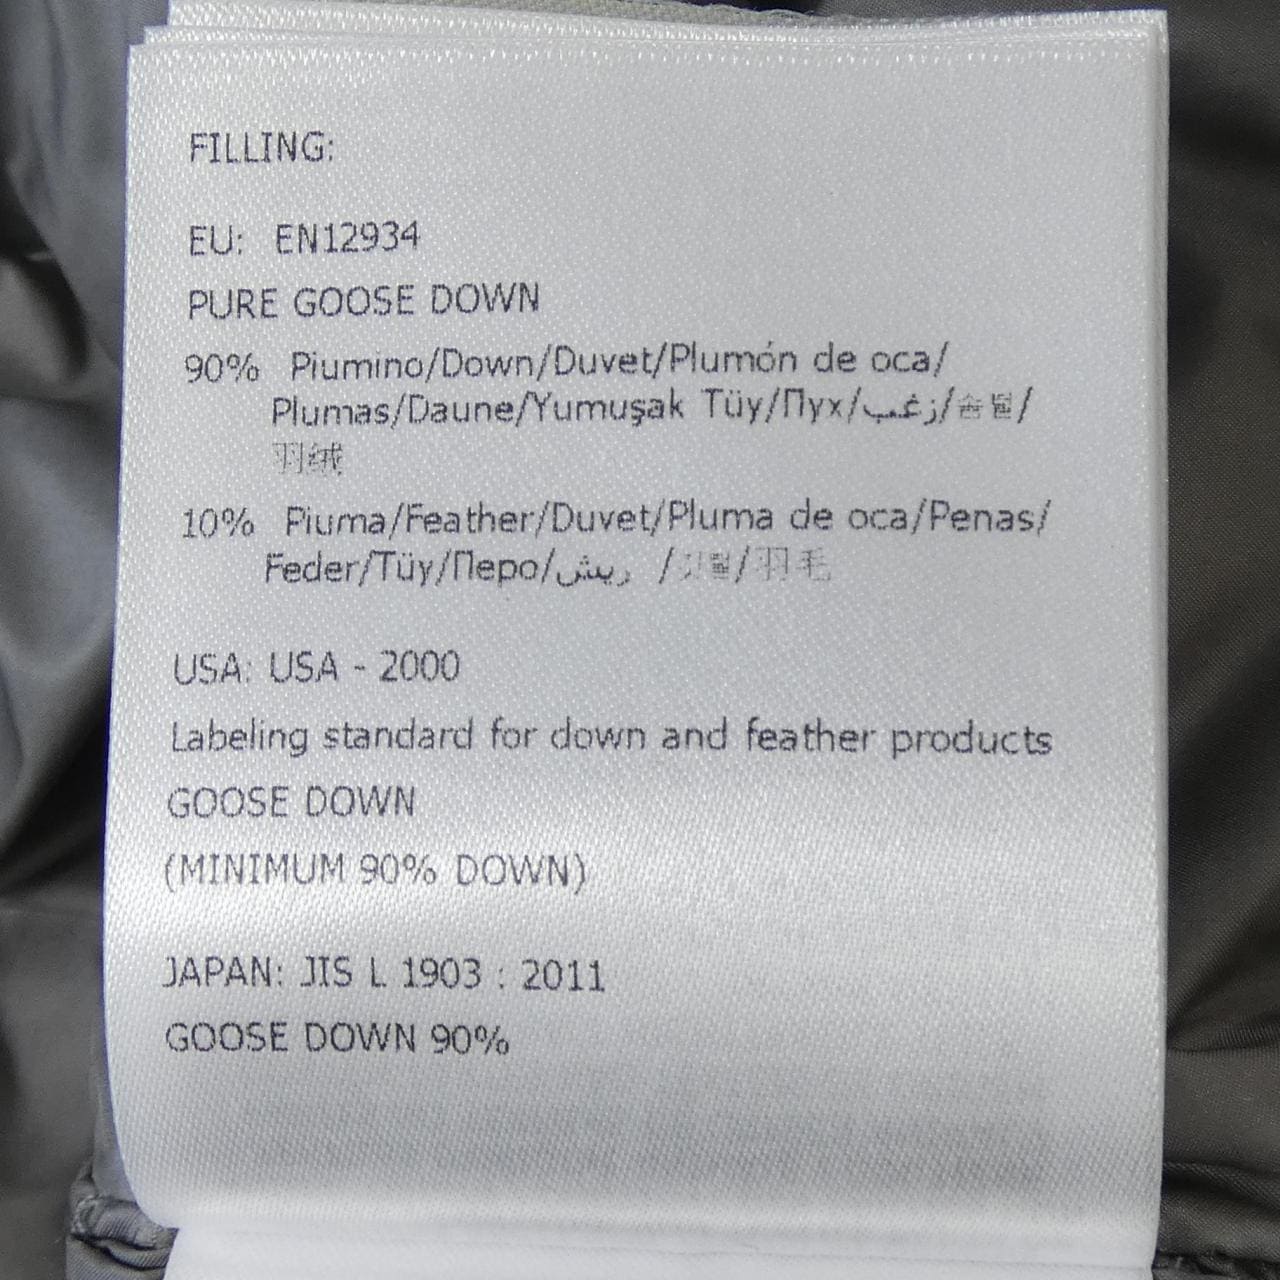 FILLING:
EU: EN12934
PURE GOOSE DOWN
90% Piumino/Down/Duvet/Plumón de oca/
Plumas/Daune/Yumuşak Tüy/Пух/زغب/솜털/
羽绒
10% Piuma/Feather/Duvet/Pluma de oca/Penas/
Feder/Tüy/Перо/ريش /깃털/羽毛
USA: USA - 2000
Labeling standard for down and feather products
GOOSE DOWN
(MINIMUM 90% DOWN)
JAPAN: JIS L 1903 : 2011
GOOSE DOWN 90%